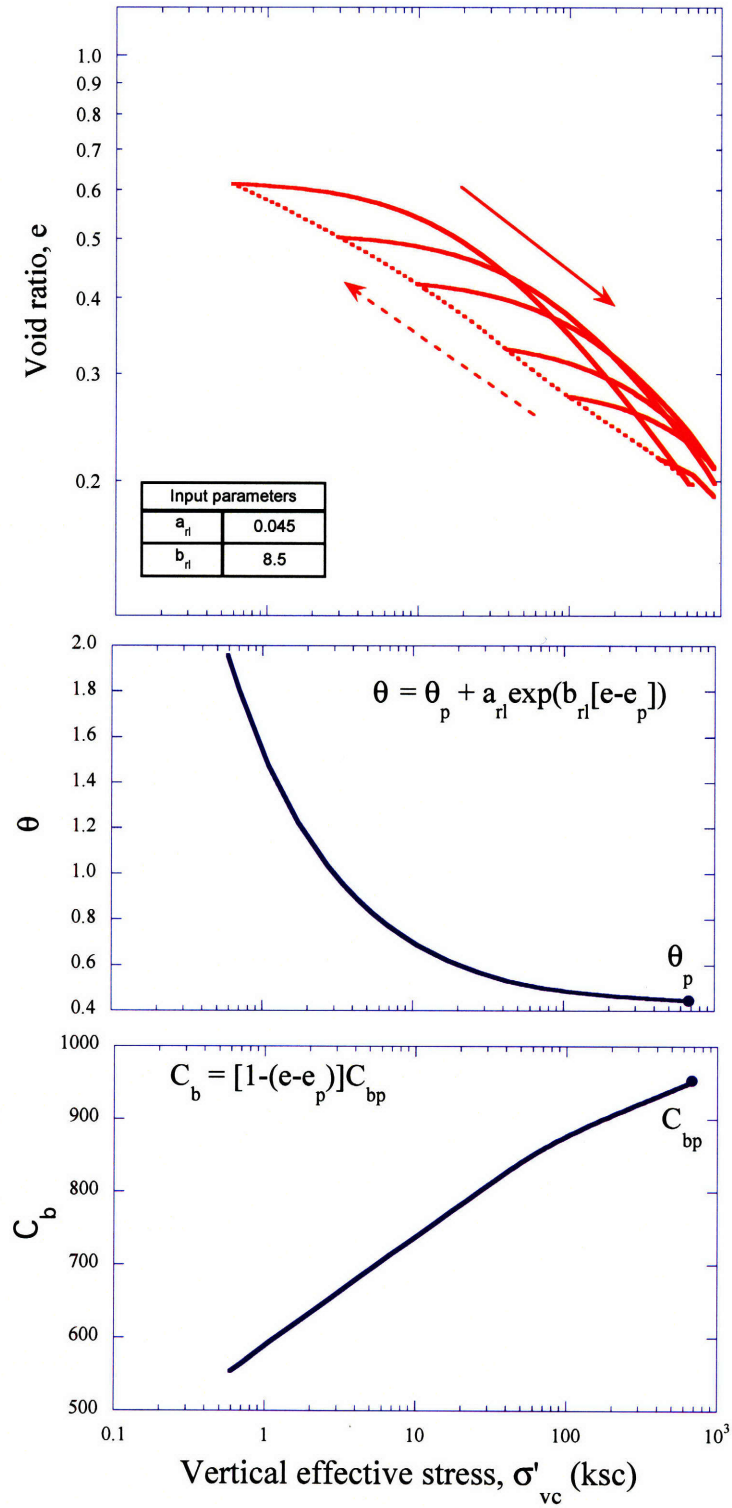 1.0
0.9
0.8
0.7
0.6
0.5
0.4
0.3
0.2
Void ratio, e
Input parameters
a_rl 0.045
b_rl 8.5
2.0
1.8
1.6
1.4
1.2
1.0
0.8
0.6
0.4
θ
θ = θ_p + a_rl exp(b_rl[e-e_p])
θ_p
1000
900
800
700
600
500
C_b
C_b = [1-(e-e_p)]C_bp
C_bp
0.1 1 10 100 10³
Vertical effective stress, σ'_vc (ksc)